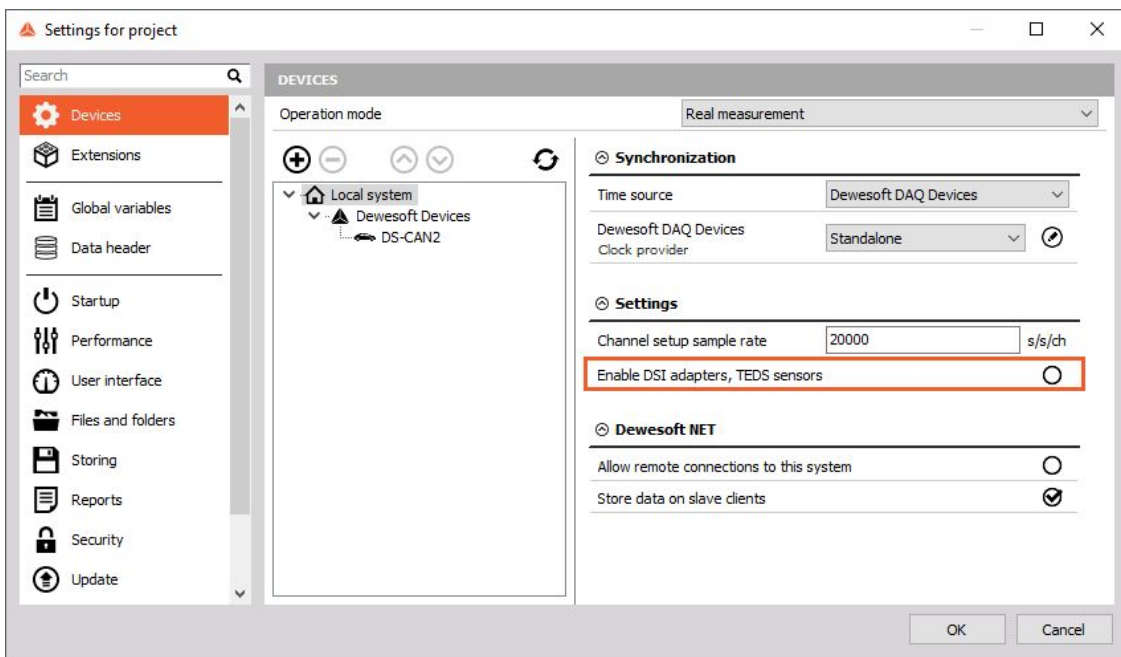 Settings for project
Search
Devices
Extensions
Global variables
Data header
Startup
Performance
User interface
Files and folders
Storing
Reports
Security
Update
DEVICES
Operation mode
Real measurement
Local system
Dewesoft Devices
DS-CAN2
Synchronization
Time source
Dewesoft DAQ Devices
Dewesoft DAQ Devices
Clock provider
Standalone
Settings
Channel setup sample rate
20000
s/s/ch
Enable DSI adapters, TEDS sensors
Dewesoft NET
Allow remote connections to this system
Store data on slave clients
OK
Cancel